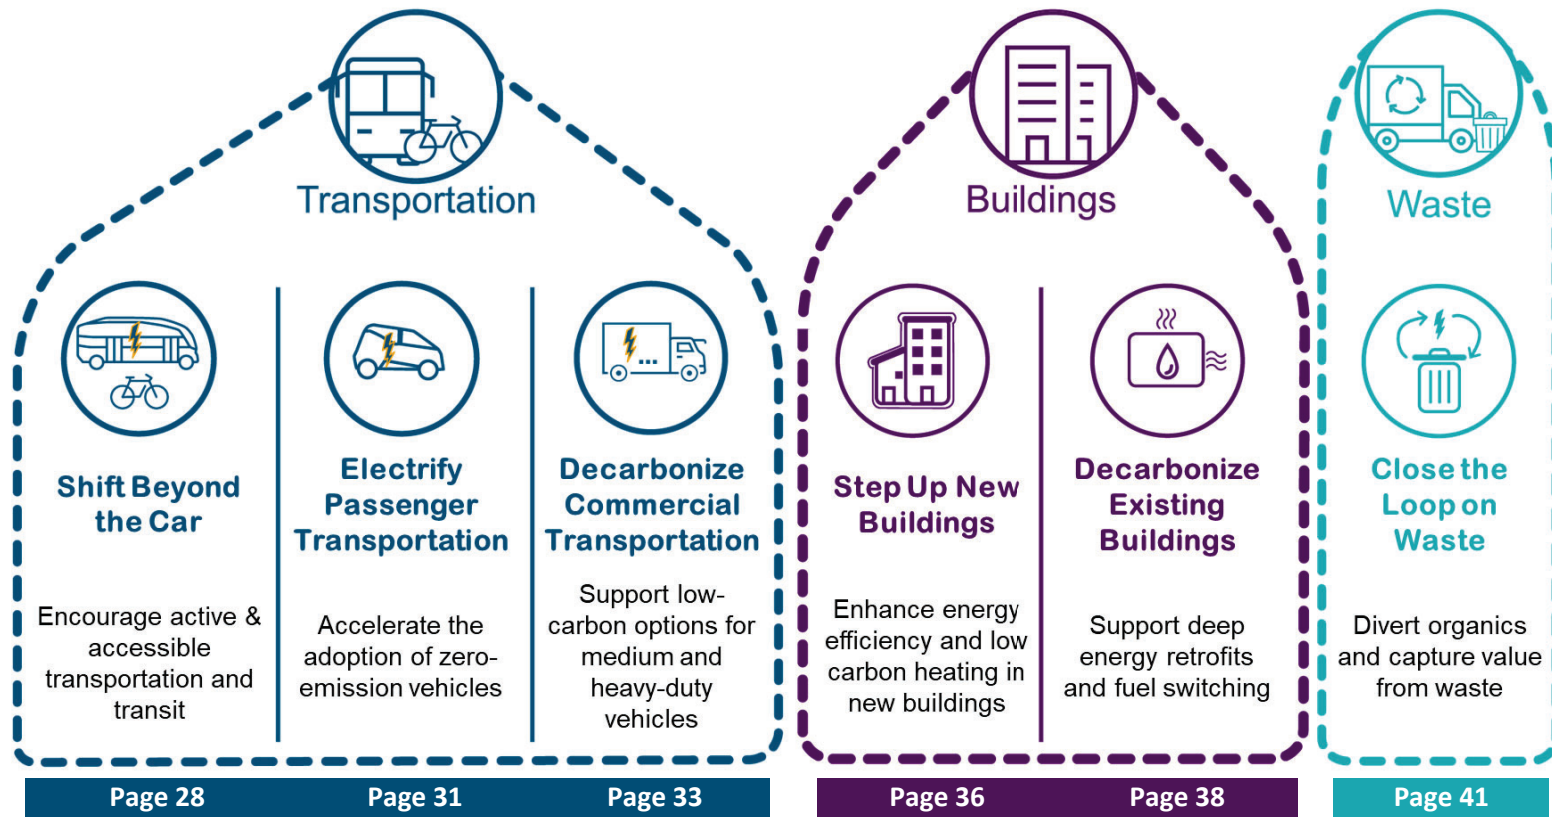 Transportation
Shift Beyond
the Car
Encourage active &
accessible
transportation and
transit
Page 28
Electrify
Passenger
Transportation
Accelerate the
adoption of zero-
emission vehicles
Page 31
Decarbonize
Commercial
Transportation
Support low-
carbon options for
medium and
heavy-duty
vehicles
Page 33
Buildings
Step Up New
Buildings
Enhance energy
efficiency and low
carbon heating in
new buildings
Page 36
Decarbonize
Existing
Buildings
Support deep
energy retrofits
and fuel switching
Page 38
Waste
Close the
Loop on
Waste
Divert organics
and capture value
from waste
Page 41